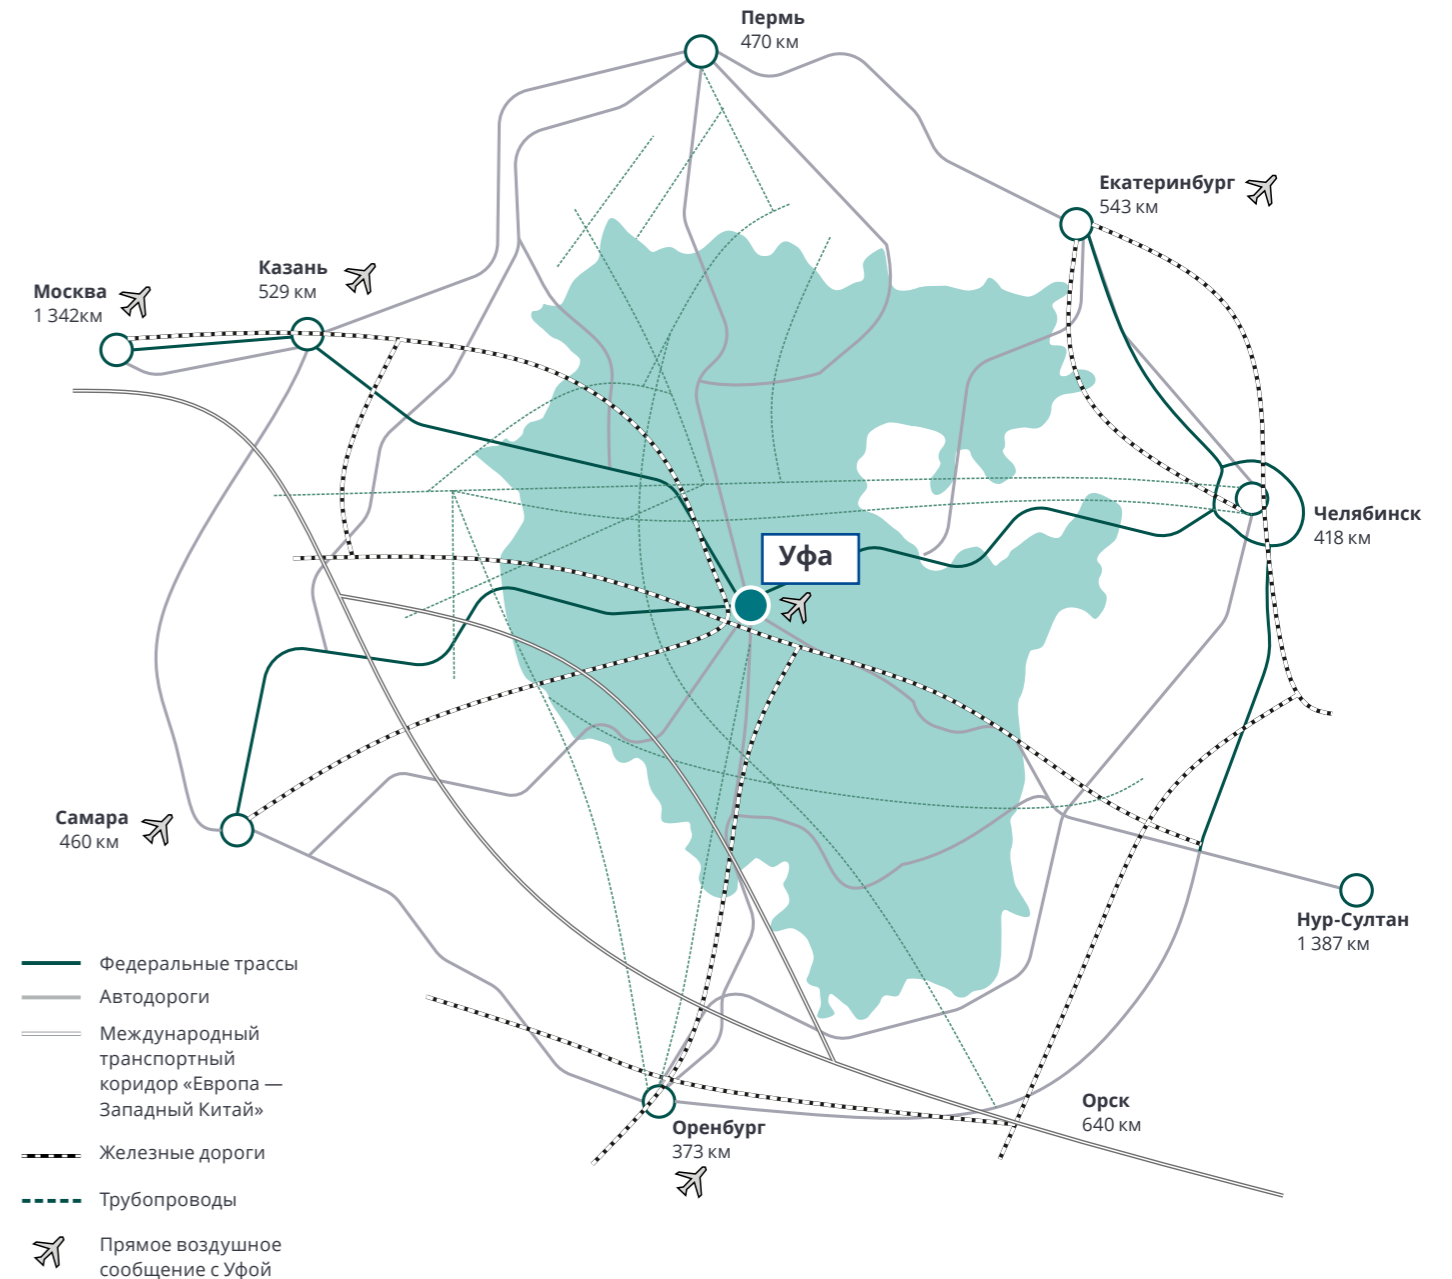 Пермь
470 км
Екатеринбург
543 км
Казань
529 км
Москва
1 342км
Челябинск
418 км
Уфа
Самара
460 км
Нур-Султан
1 387 км
Орск
640 км
Оренбург
373 км
Федеральные трассы
Автодороги
Международный
транспортный
коридор «Европа —
Западный Китай»
Железные дороги
Трубопроводы
Прямое воздушное
сообщение с Уфой